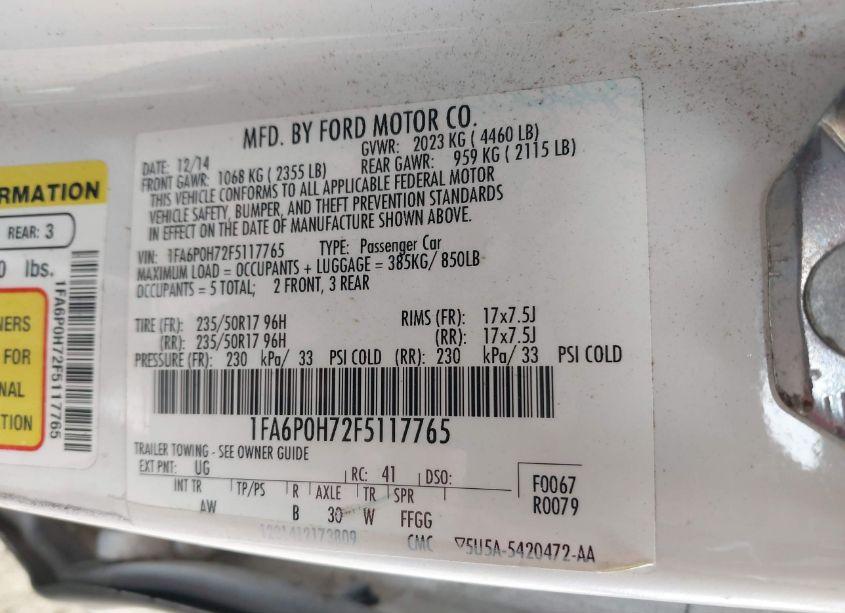 RMATION
REAR: 3
0 lbs.
NERS
FOR
NAL
TION
1FA6P0H72F5117765
MFD. BY FORD MOTOR CO.
DATE: 12/14 GVWR: 2023 KG ( 4460 LB)
FRONT GAWR: 1068 KG ( 2355 LB) REAR GAWR: 959 KG ( 2115 LB)
THIS VEHICLE CONFORMS TO ALL APPLICABLE FEDERAL MOTOR
VEHICLE SAFETY, BUMPER, AND THEFT PREVENTION STANDARDS
IN EFFECT ON THE DATE OF MANUFACTURE SHOWN ABOVE.
VIN: 1FA6P0H72F5117765 TYPE: Passenger Car
MAXIMUM LOAD = OCCUPANTS + LUGGAGE = 385KG/ 850LB
OCCUPANTS = 5 TOTAL; 2 FRONT, 3 REAR
TIRE (FR): 235/50R17 96H RIMS (FR): 17x7.5J
(RR): 235/50R17 96H (RR): 17x7.5J
PRESSURE (FR): 230 kPa/ 33 PSI COLD (RR): 230 kPa/ 33 PSI COLD
1FA6P0H72F5117765
TRAILER TOWING - SEE OWNER GUIDE
EXT PNT: UG RC: 41 DSO: F0067
INT TR TP/PS R AXLE TR SPR R0079
AW B 30 W FFGG
CMC ▽5U5A-5420472-AA